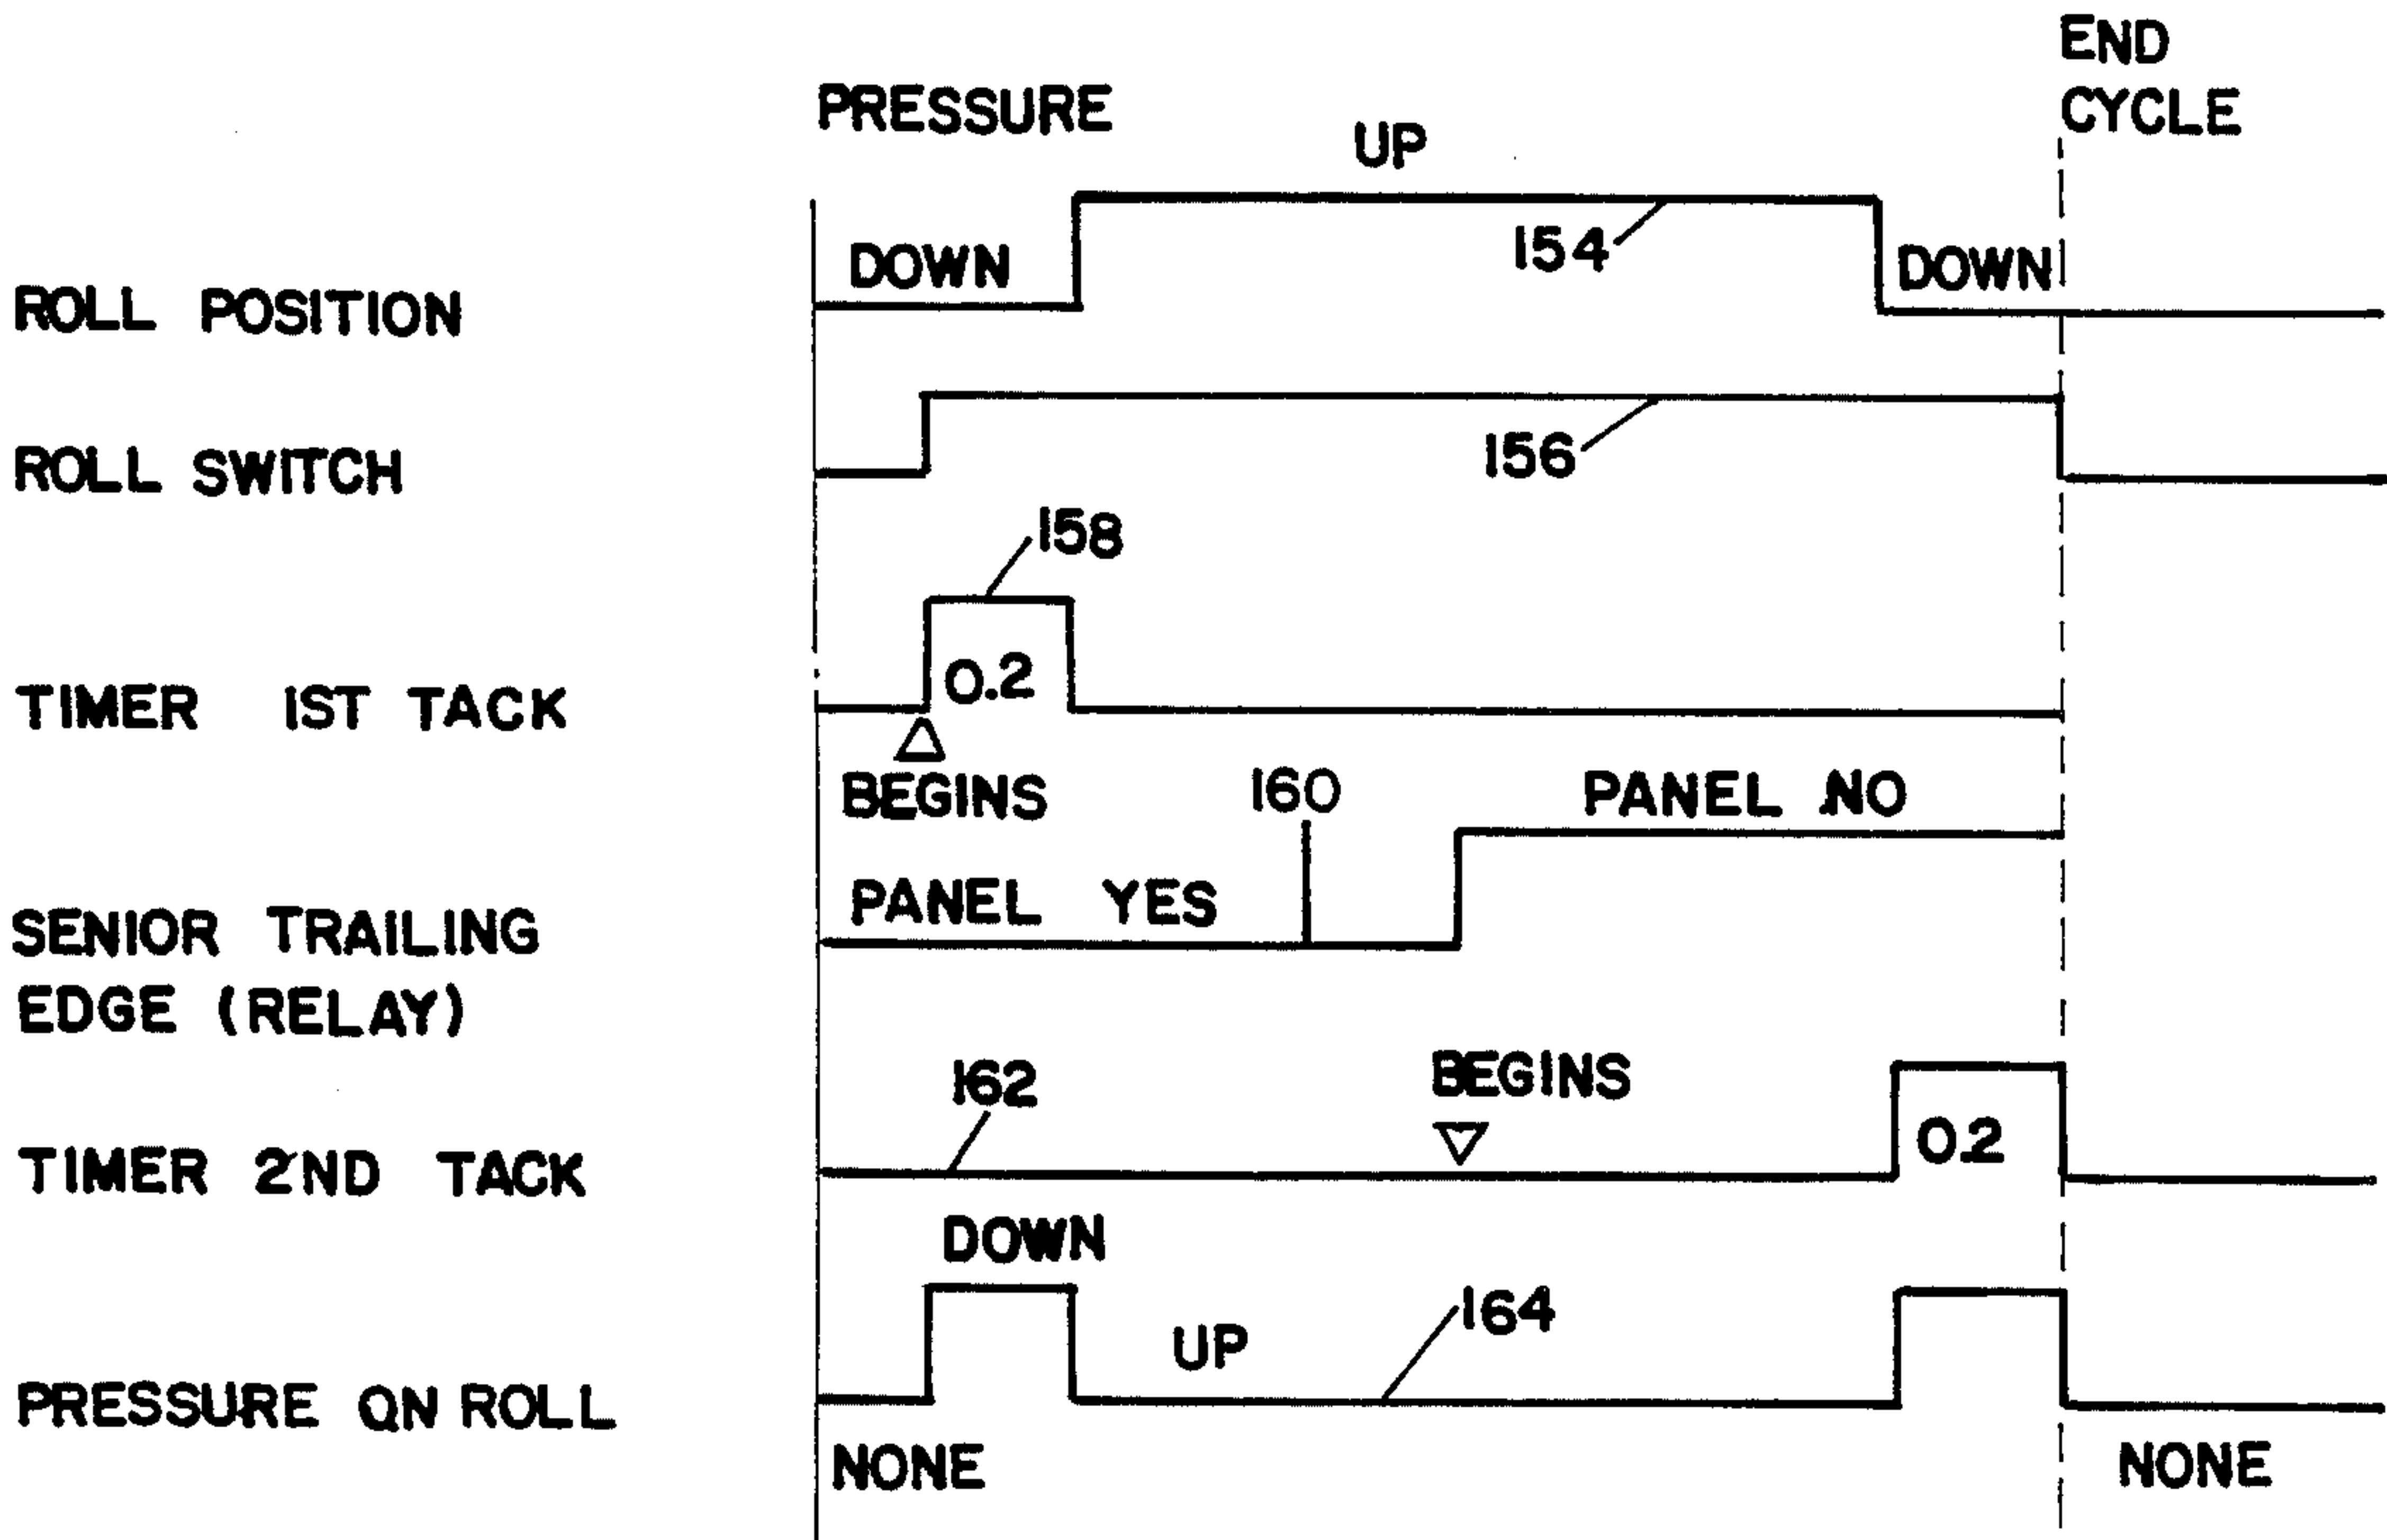 END
CYCLE
PRESSURE
UP
DOWN
154
DOWN
ROLL POSITION
156
ROLL SWITCH
158
0.2
TIMER 1ST TACK
BEGINS
160
PANEL NO
PANEL YES
SENIOR TRAILING
EDGE (RELAY)
162
BEGINS
0.2
TIMER 2ND TACK
DOWN
164
UP
PRESSURE ON ROLL
NONE
NONE